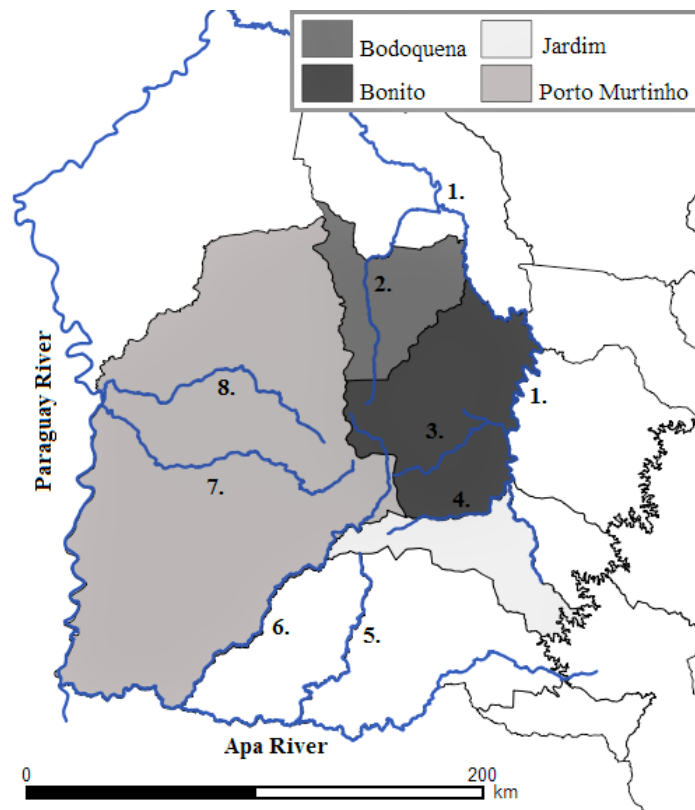 Bodoquena
Jardim
Bonito
Porto Murtinho
1.
2.
Paraguay River
8.
1.
3.
7.
4.
6.
5.
Apa River
0
200
km